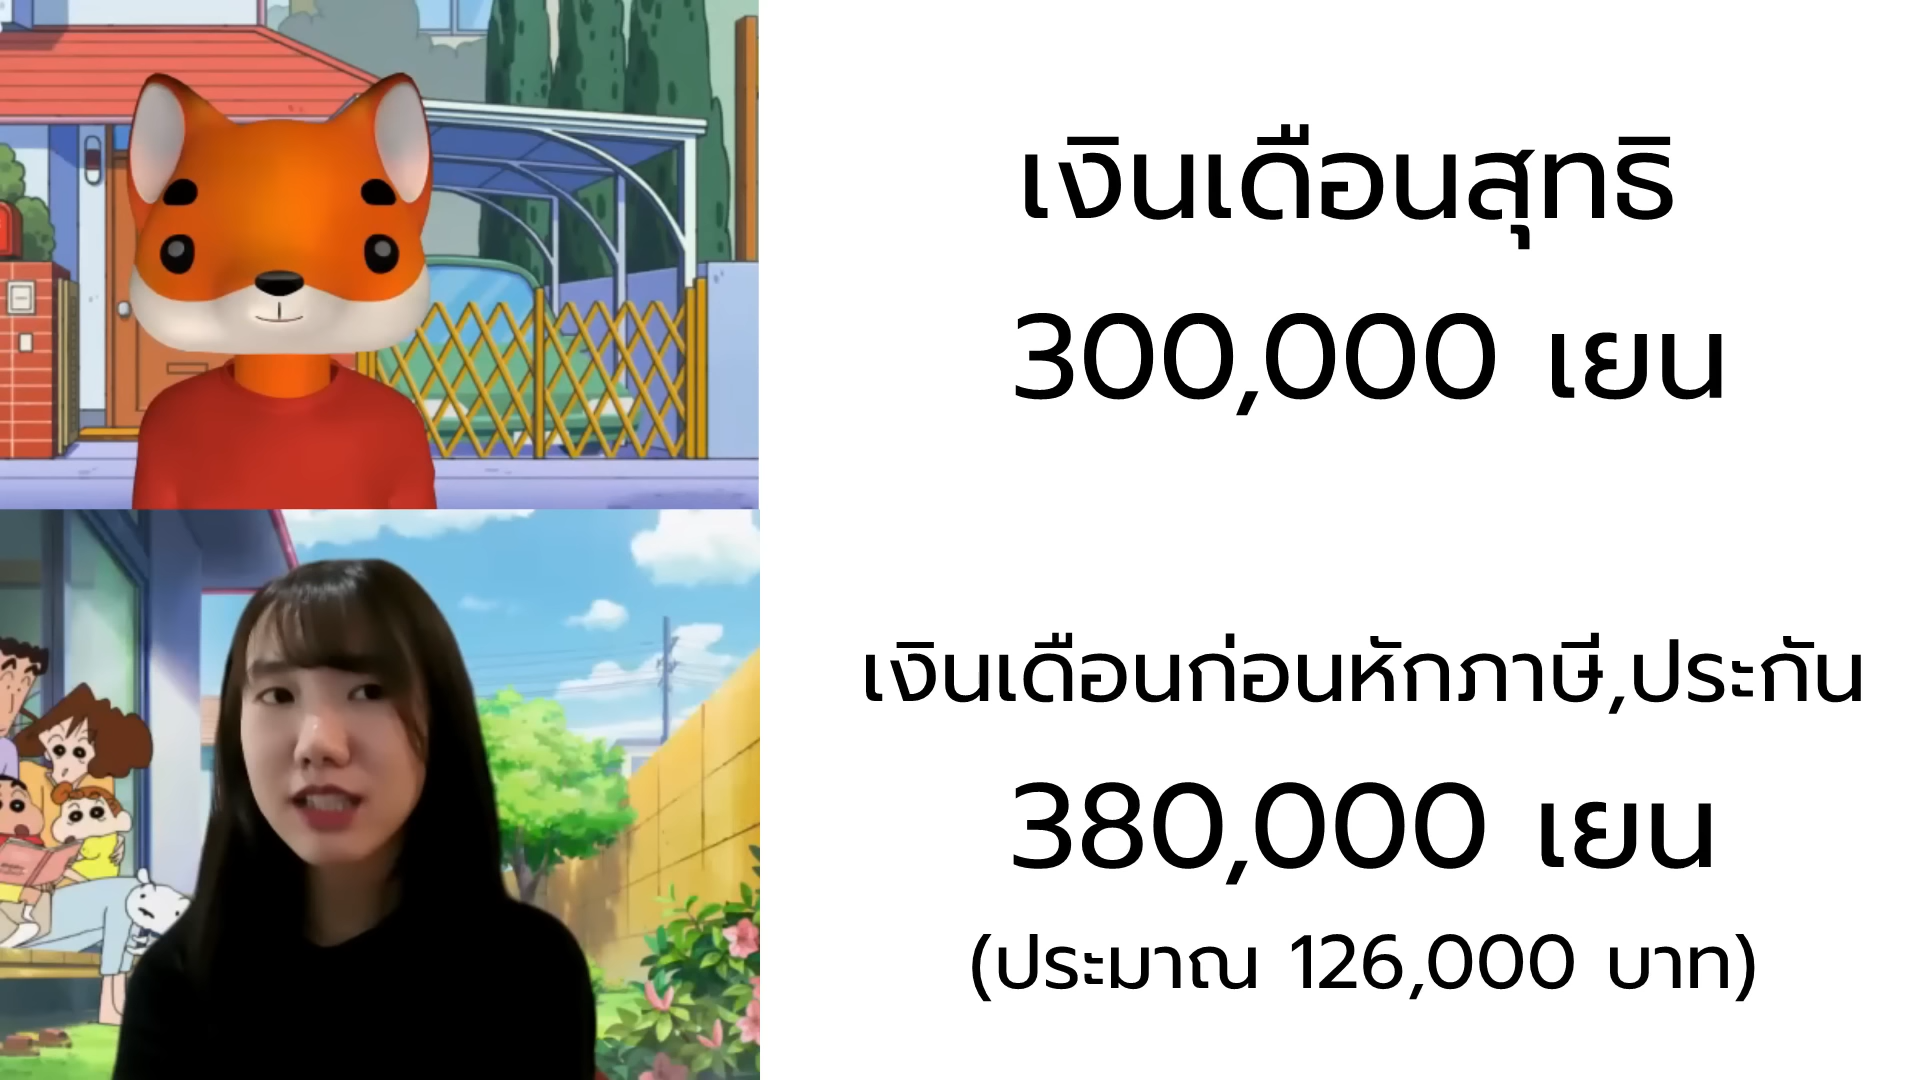 เงินเดือนสุทธิ
300,000 เยน
เงินเดือนก่อนหักภาษี,ประกัน
380,000 เยน
(ประมาณ 126,000 บาท)